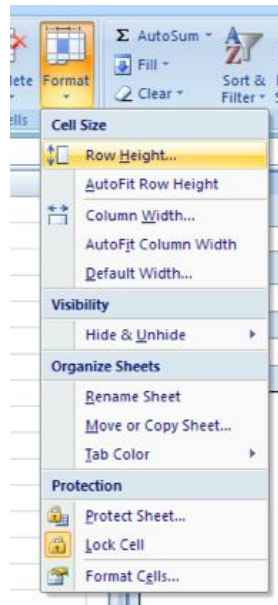 Σ AutoSum
Fill
Clear
Format
Sort &
Filter
Cell Size
Row Height...
AutoFit Row Height
Column Width...
AutoFit Column Width
Default Width...
Visibility
Hide & Unhide
Organize Sheets
Rename Sheet
Move or Copy Sheet...
Tab Color
Protection
Protect Sheet...
Lock Cell
Format Cells...